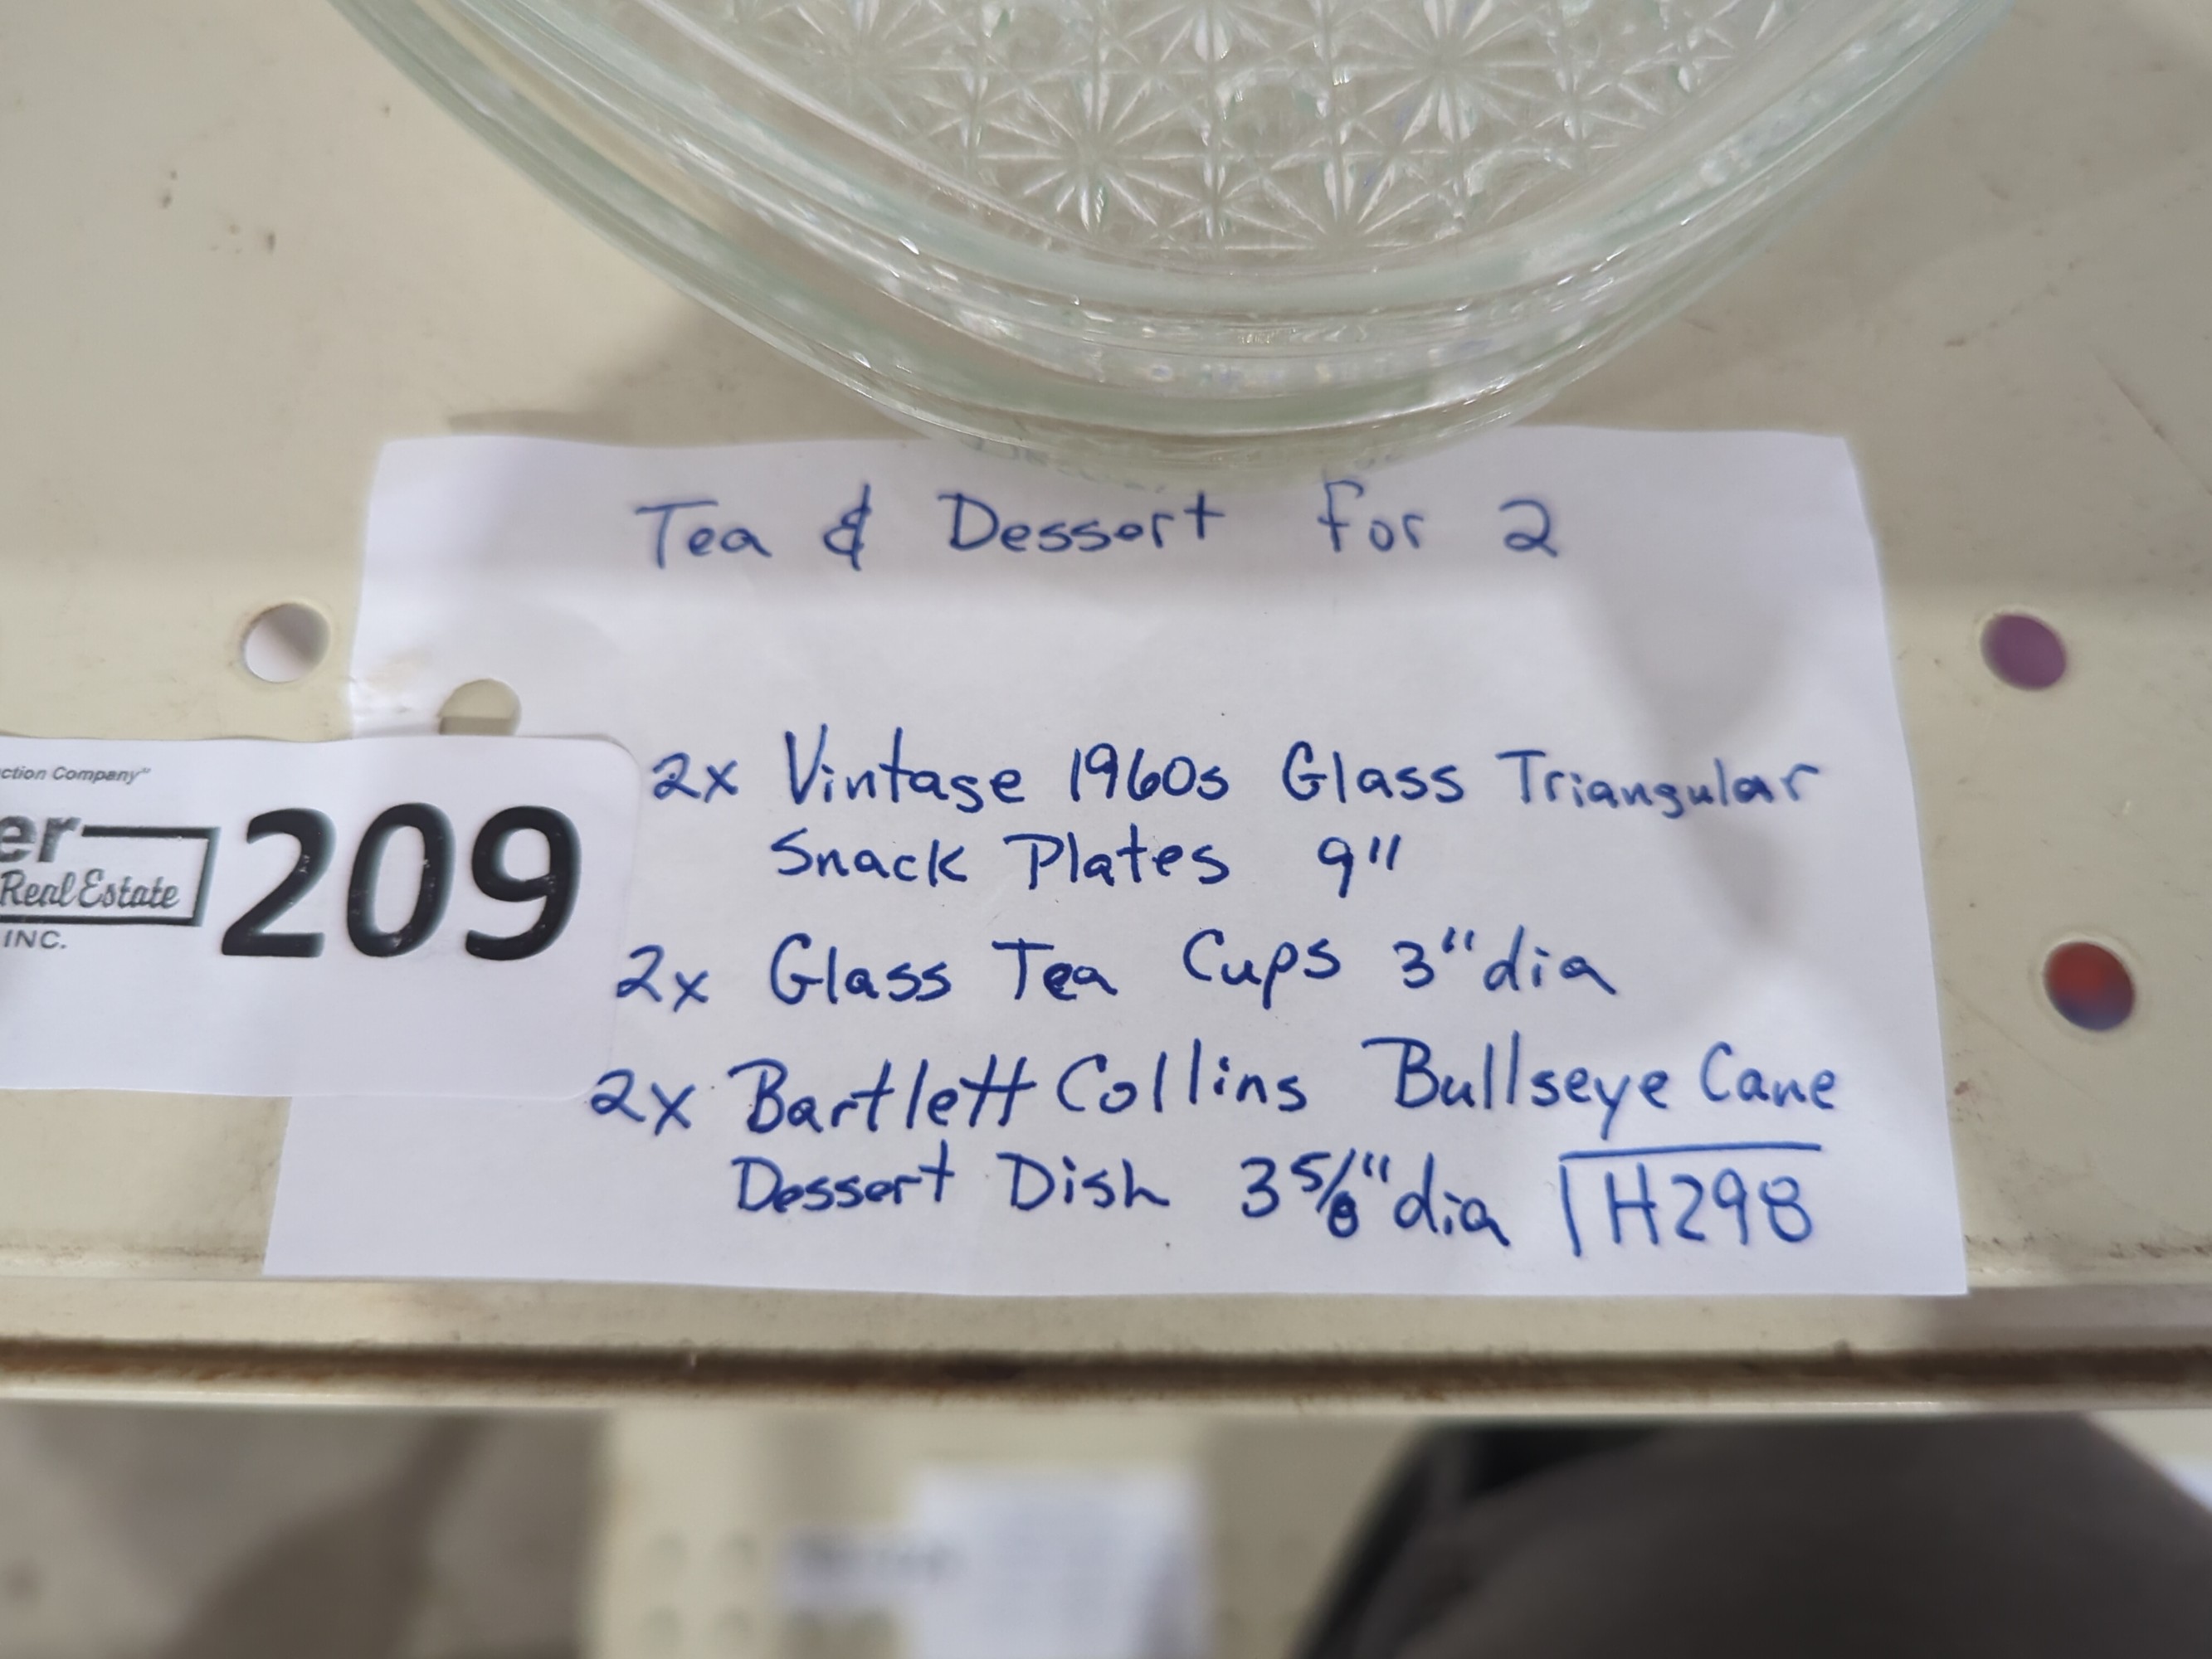 Tea & Dessert for 2
2x Vintage 1960s Glass Triangular
Snack Plates 9"
2x Glass Tea Cups 3" dia
2x Bartlett Collins Bullseye Cane
Dessert Dish 3 5/8" dia H298
ction Company"
er
Real Estate
INC.
209